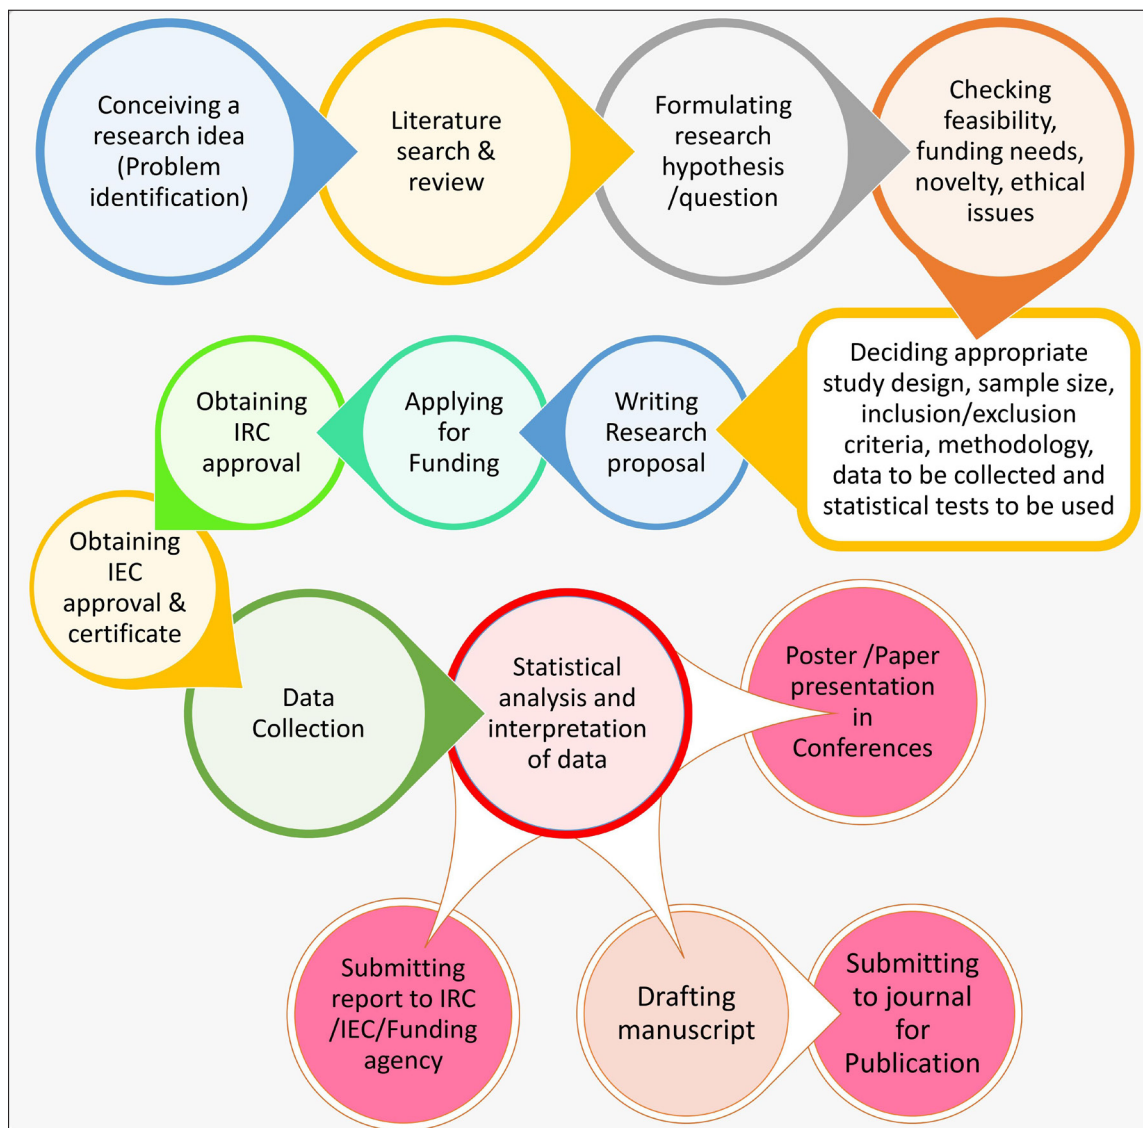 Conceiving a
research idea
(Problem
identification)
Literature
search &
review
Formulating
research
hypothesis
/question
Checking
feasibility,
funding needs,
novelty, ethical
issues
Deciding appropriate
study design, sample size,
inclusion/exclusion
criteria, methodology,
data to be collected and
statistical tests to be used
Writing
Research
proposal
Applying
for
Funding
Obtaining
IRC
approval
Obtaining
IEC
approval &
certificate
Data
Collection
Statistical
analysis and
interpretation
of data
Poster /Paper
presentation
in
Conferences
Submitting
report to IRC
/IEC/Funding
agency
Drafting
manuscript
Submitting
to journal
for
Publication